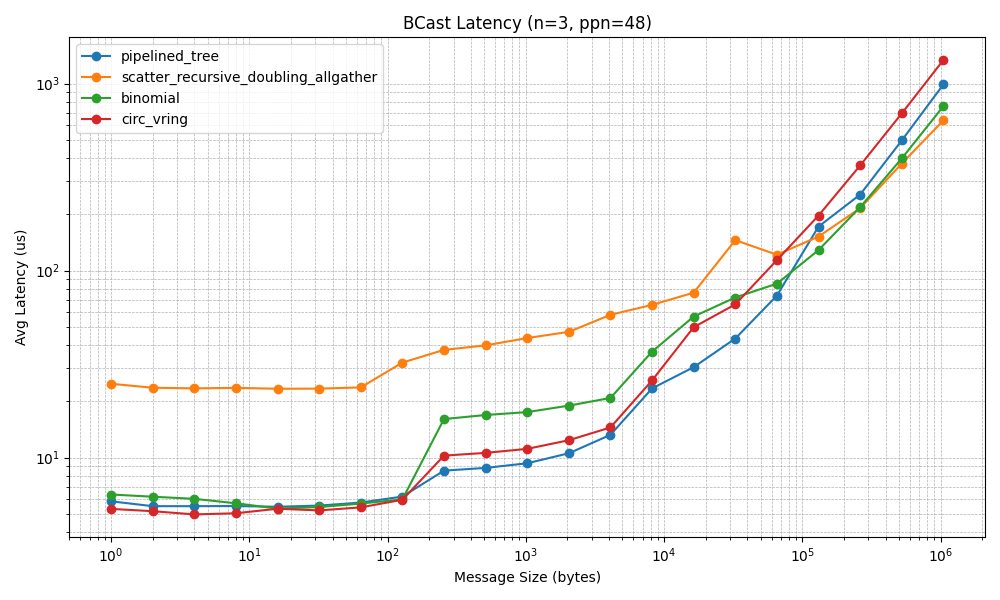 BCast Latency (n=3, ppn=48)
pipelined_tree
scatter_recursive_doubling_allgather
binomial
circ_vring
Avg Latency (us)
10³
10²
10¹
10⁰ 10¹ 10² 10³ 10⁴ 10⁵ 10⁶
Message Size (bytes)